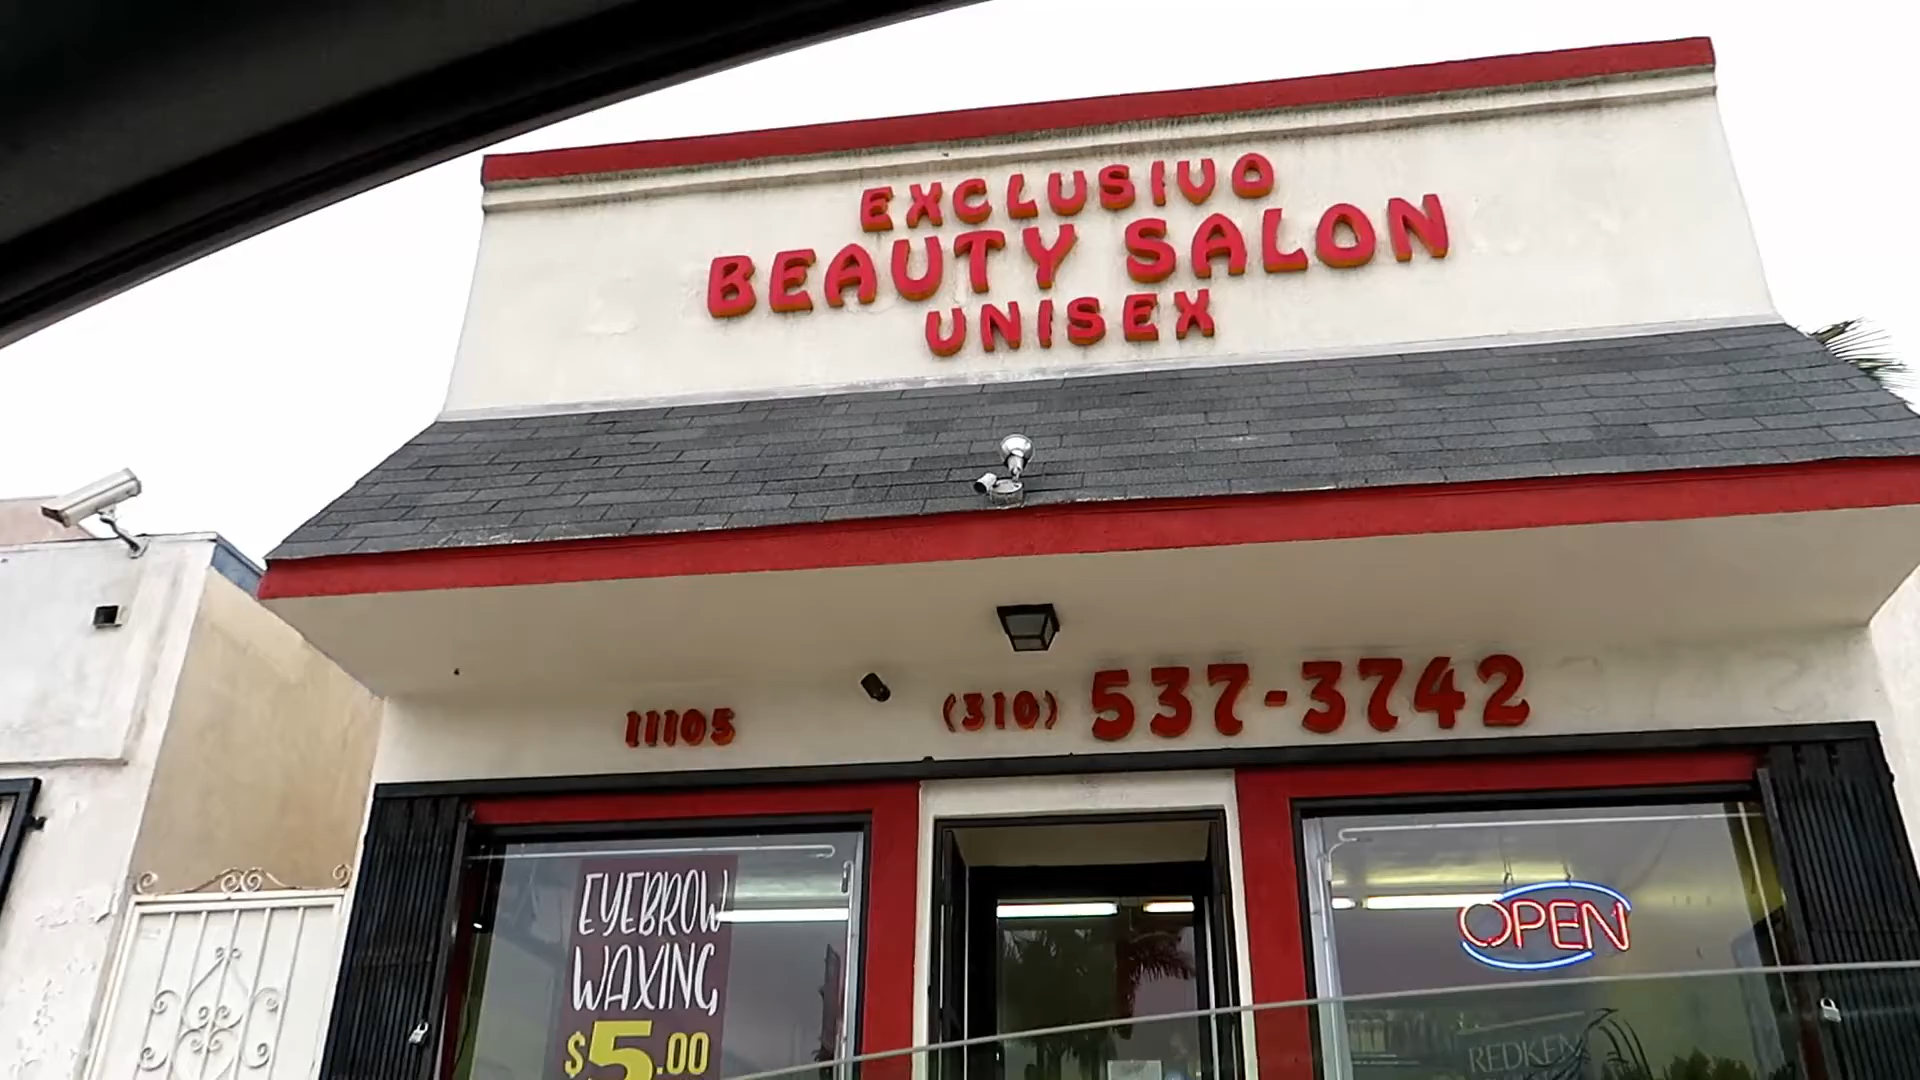 EXCLUSIVO
BEAUTY SALON
UNISEX
11105
(310) 537-3742
EYEBROW
WAXING
$5.00
OPEN
REDKEN